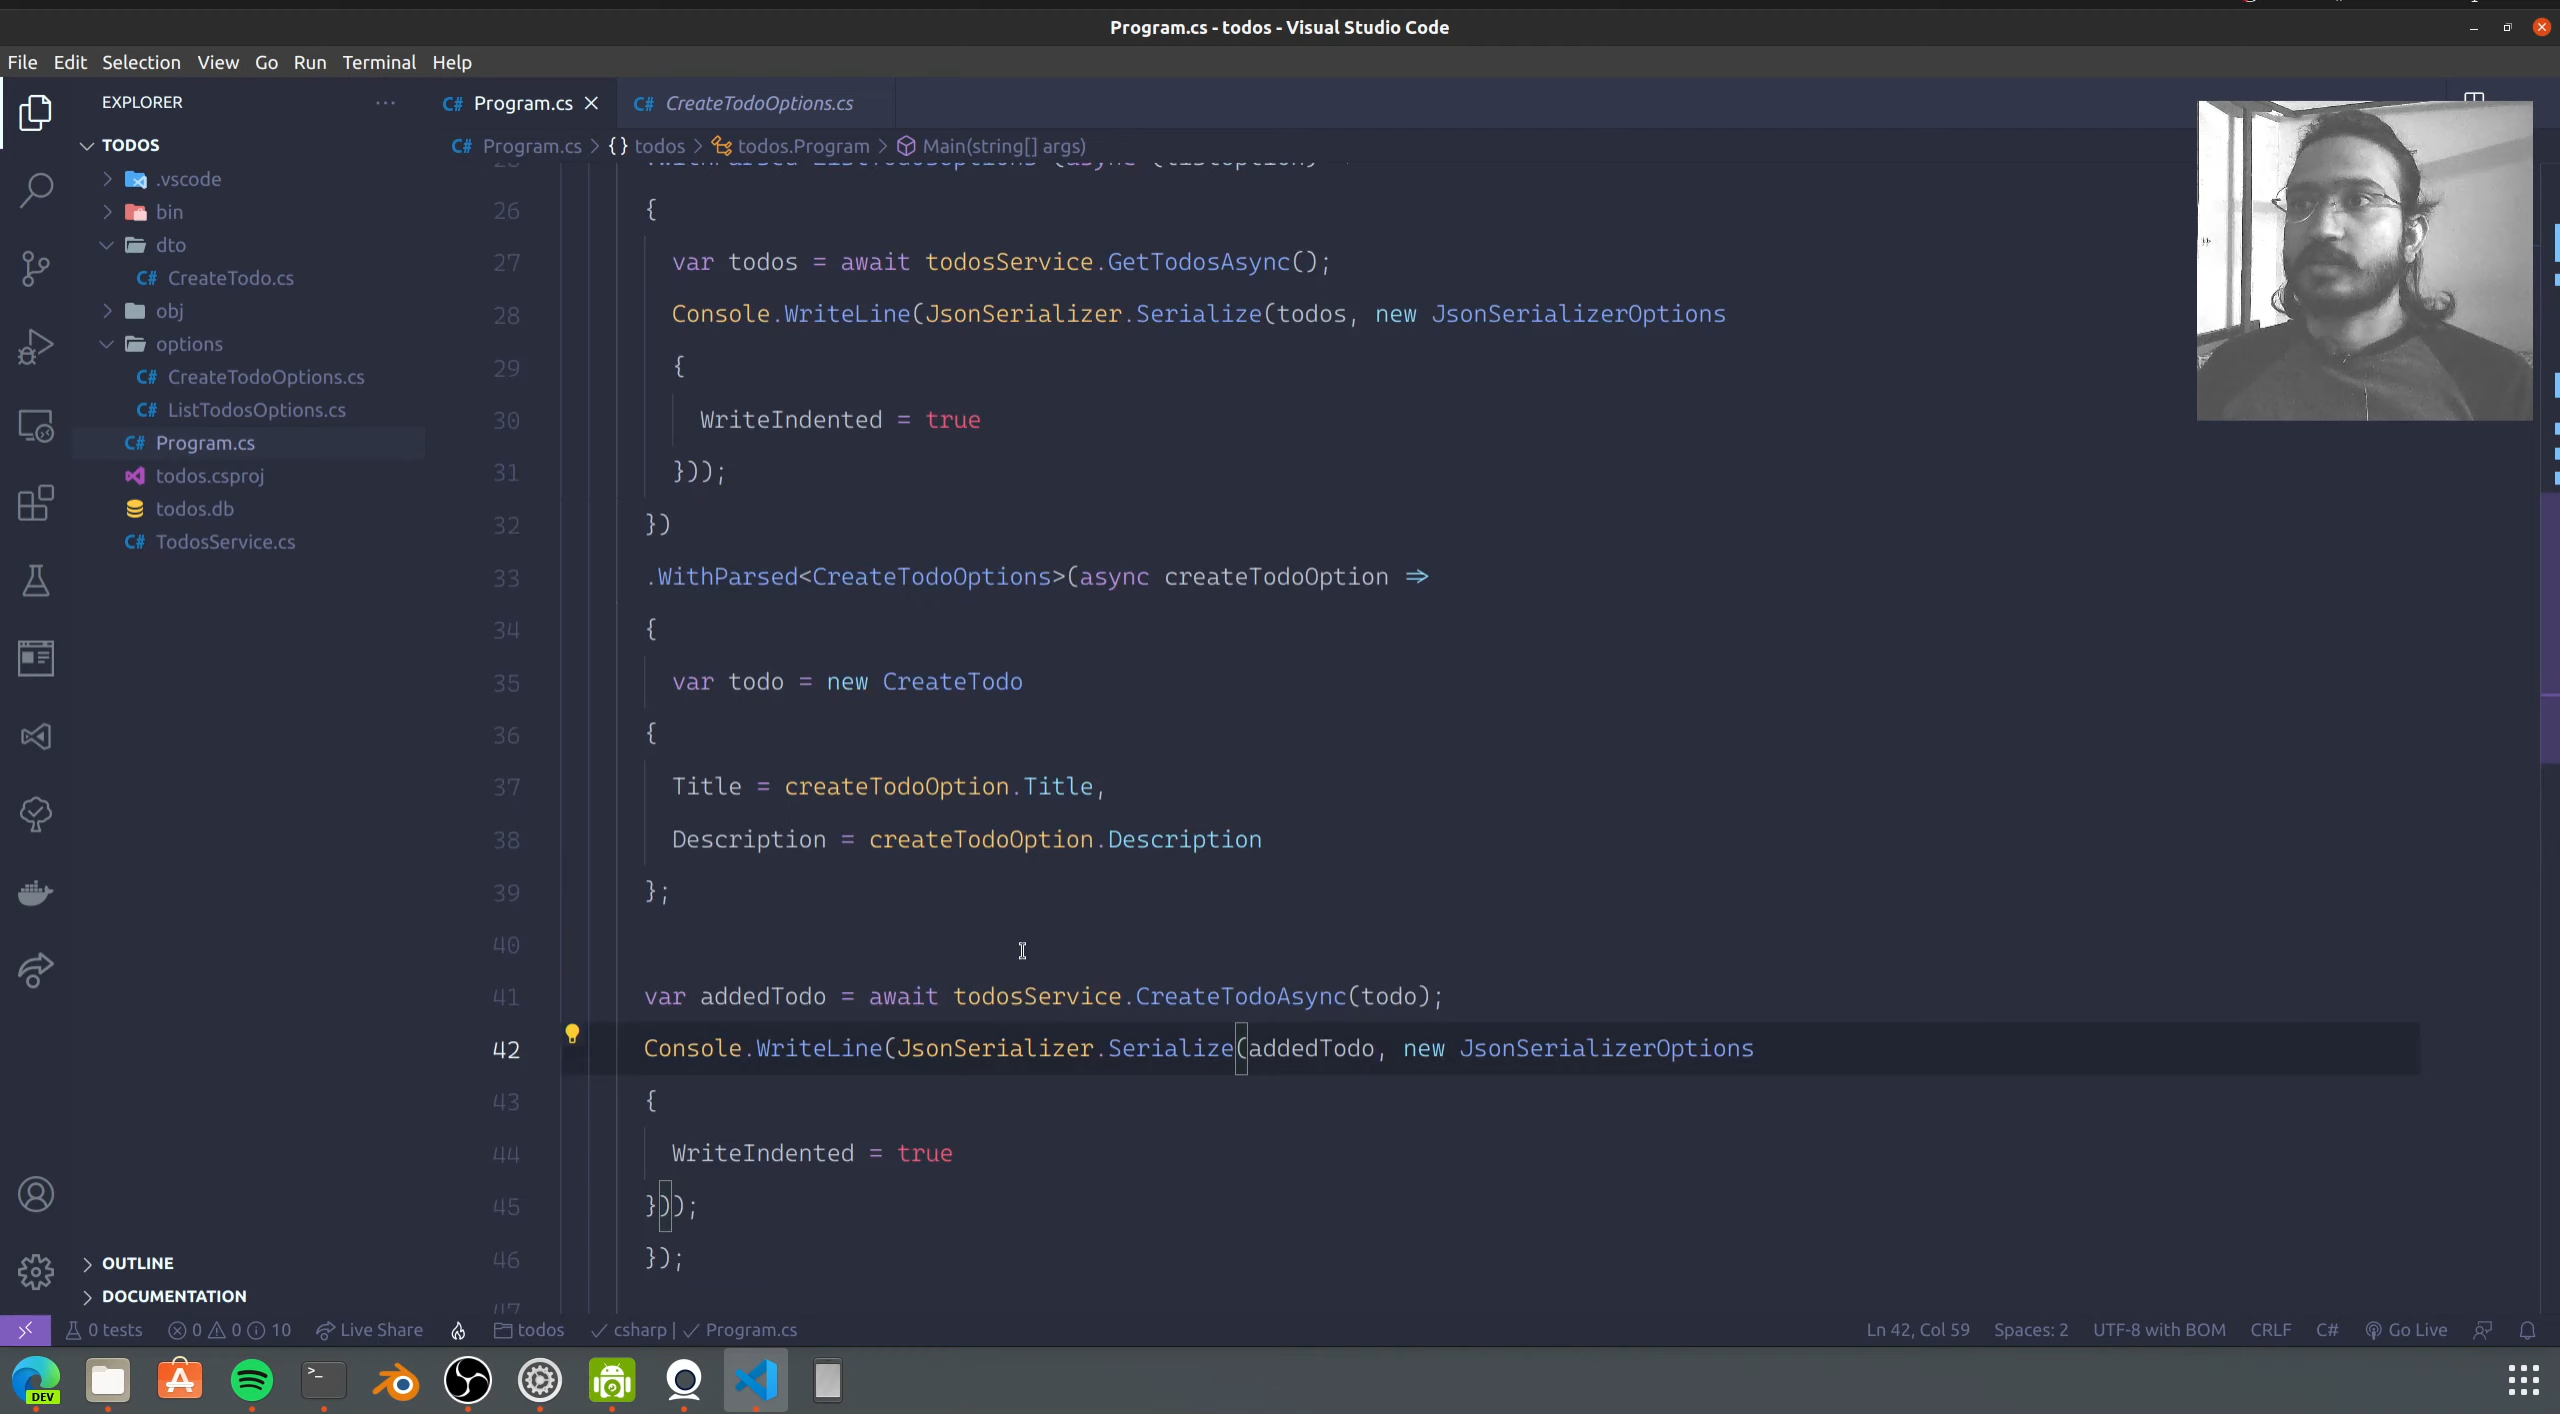 Program.cs - todos - Visual Studio Code
File Edit Selection View Go Run Terminal Help
EXPLORER ···
C# Program.cs
C# CreateTodoOptions.cs
TODOS
C# Program.cs > {} todos > todos.Program > Main(string[] args)
.vscode
bin
dto
C# CreateTodo.cs
obj
options
C# CreateTodoOptions.cs
C# ListTodosOptions.cs
C# Program.cs
todos.csproj
todos.db
C# TodosService.cs
OUTLINE
DOCUMENTATION
26 {
27 var todos = await todosService.GetTodosAsync();
28 Console.WriteLine(JsonSerializer.Serialize(todos, new JsonSerializerOptions
29 {
30 WriteIndented = true
31 }));
32 })
33 .WithParsed<CreateTodoOptions>(async createTodoOption =>
34 {
35 var todo = new CreateTodo
36 {
37 Title = createTodoOption.Title,
38 Description = createTodoOption.Description
39 };
40
41 var addedTodo = await todosService.CreateTodoAsync(todo);
42 Console.WriteLine(JsonSerializer.Serialize(addedTodo, new JsonSerializerOptions
43 {
44 WriteIndented = true
45 }));
46 });
47
0 tests 0 0 10 Live Share todos csharp | Program.cs Ln 42, Col 59 Spaces: 2 UTF-8 with BOM CRLF C# Go Live
DEV